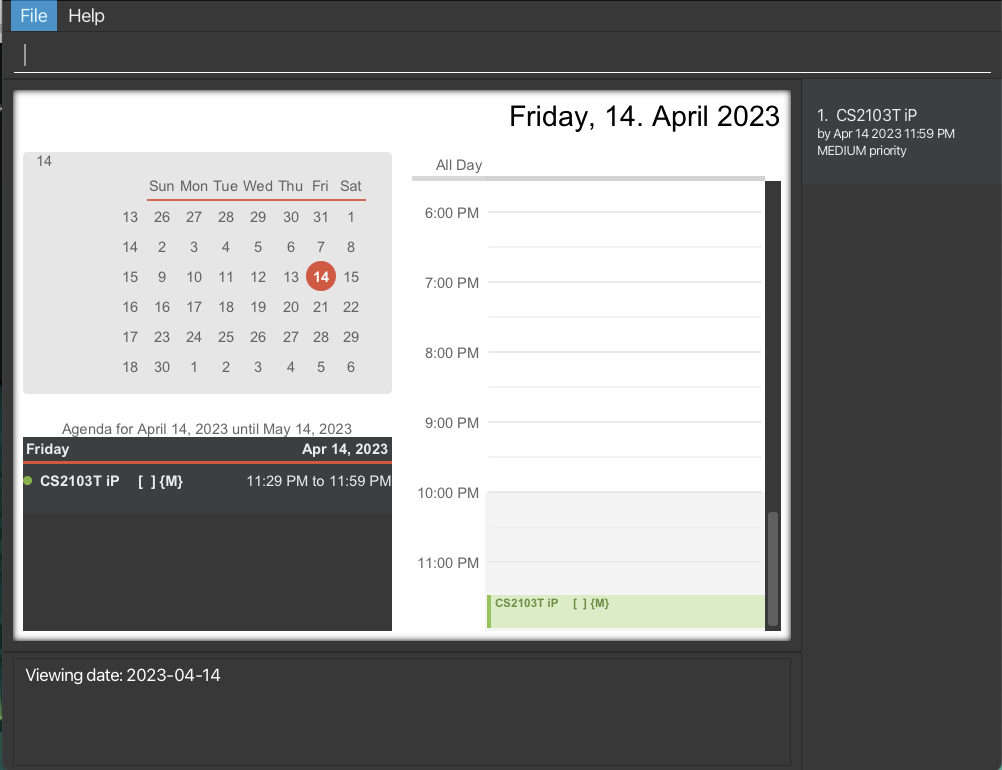 File Help
Friday, 14. April 2023
14
Sun Mon Tue Wed Thu Fri Sat
13 26 27 28 29 30 31 1
14 2 3 4 5 6 7 8
15 9 10 11 12 13 14 15
16 16 17 18 19 20 21 22
17 23 24 25 26 27 28 29
18 30 1 2 3 4 5 6
Agenda for April 14, 2023 until May 14, 2023
Friday Apr 14, 2023
CS2103T iP [ ] {M} 11:29 PM to 11:59 PM
All Day
6:00 PM
7:00 PM
8:00 PM
9:00 PM
10:00 PM
11:00 PM
CS2103T iP [ ] {M}
1. CS2103T iP
by Apr 14 2023 11:59 PM
MEDIUM priority
Viewing date: 2023-04-14